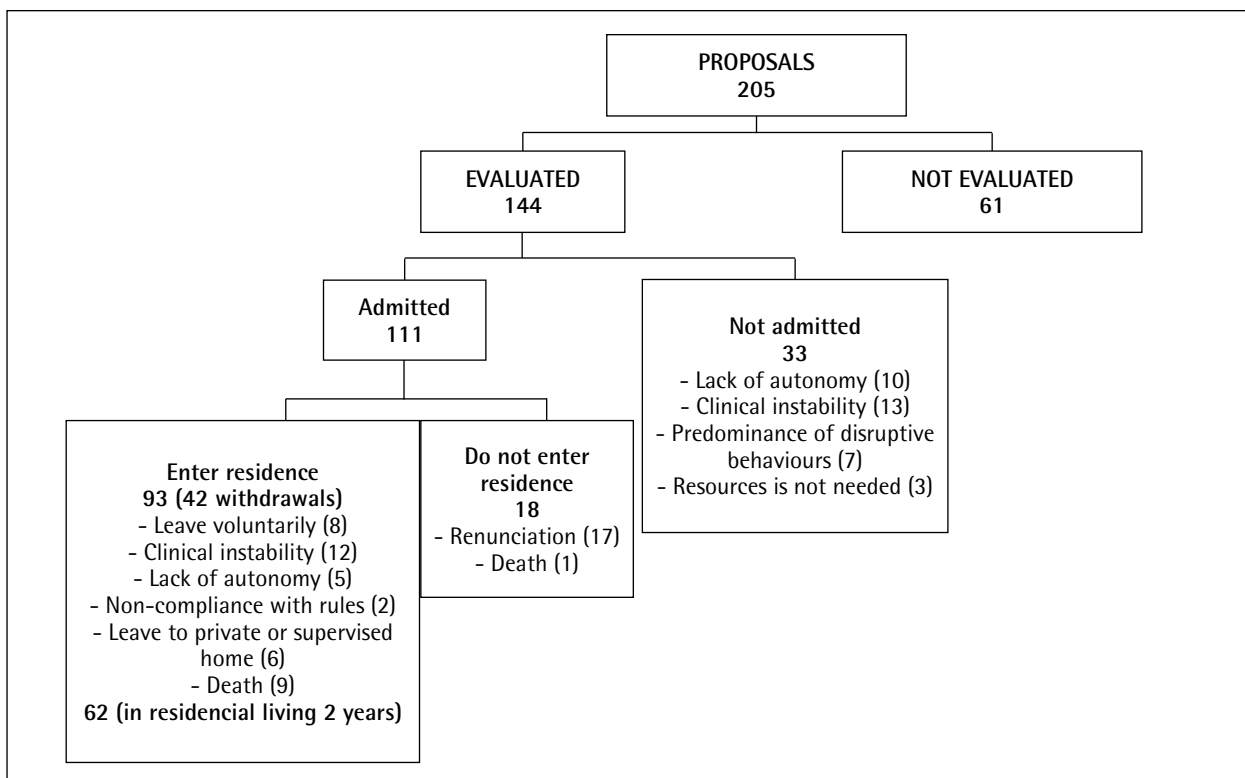 PROPOSALS
205
EVALUATED
144
NOT EVALUATED
61
Admitted
111
Not admitted
33
- Lack of autonomy (10)
- Clinical instability (13)
- Predominance of disruptive
behaviours (7)
- Resources is not needed (3)
Enter residence
93 (42 withdrawals)
- Leave voluntarily (8)
- Clinical instability (12)
- Lack of autonomy (5)
- Non-compliance with rules (2)
- Leave to private or supervised
home (6)
- Death (9)
62 (in residencial living 2 years)
Do not enter
residence
18
- Renunciation (17)
- Death (1)